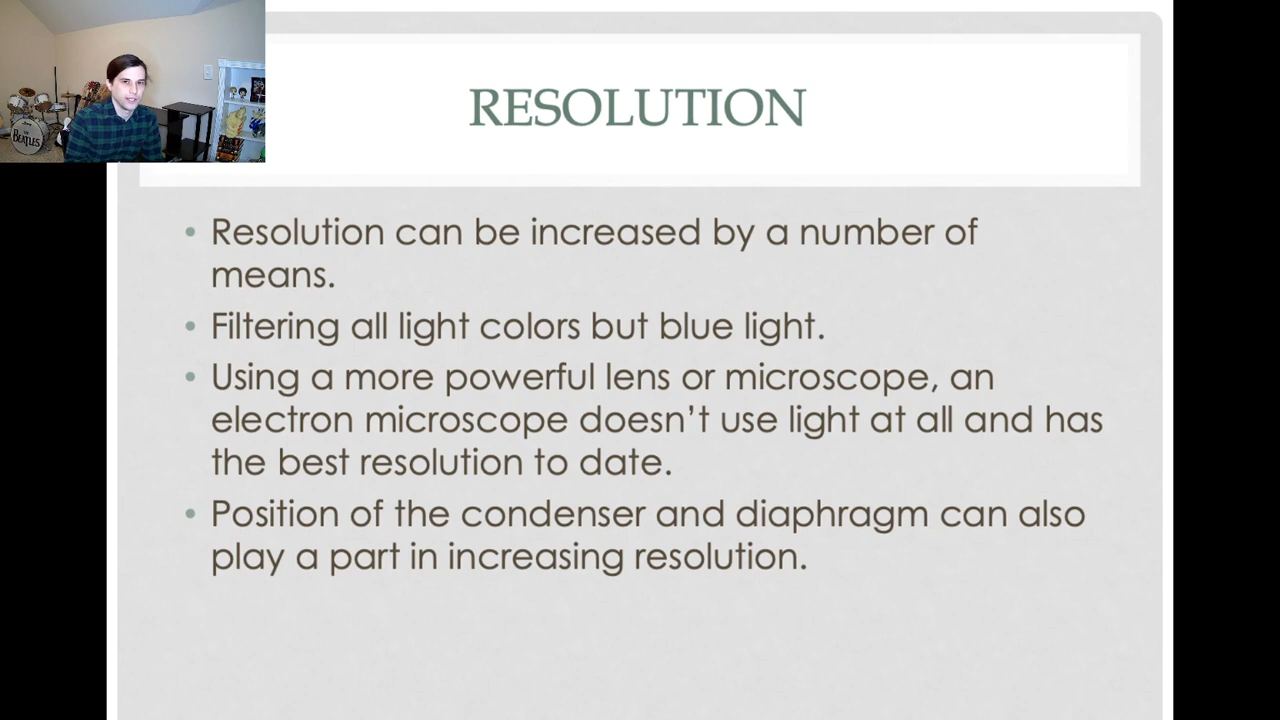 RESOLUTION
THE
BEATLES
• Resolution can be increased by a number of
means.
• Filtering all light colors but blue light.
• Using a more powerful lens or microscope, an
electron microscope doesn’t use light at all and has
the best resolution to date.
• Position of the condenser and diaphragm can also
play a part in increasing resolution.